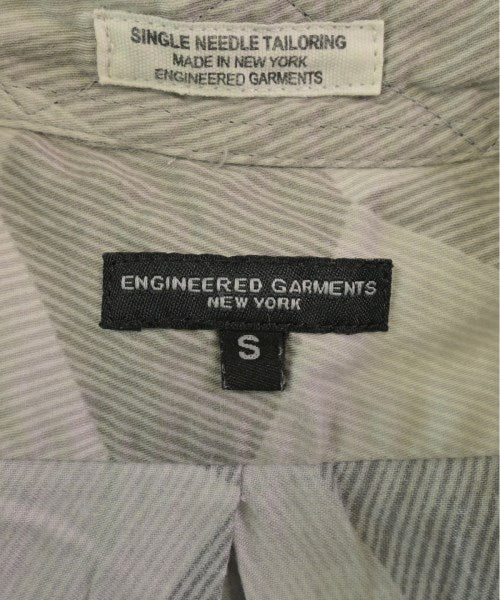 SINGLE NEEDLE TAILORING
MADE IN NEW YORK
ENGINEERED GARMENTS
ENGINEERED GARMENTS
NEW YORK
S